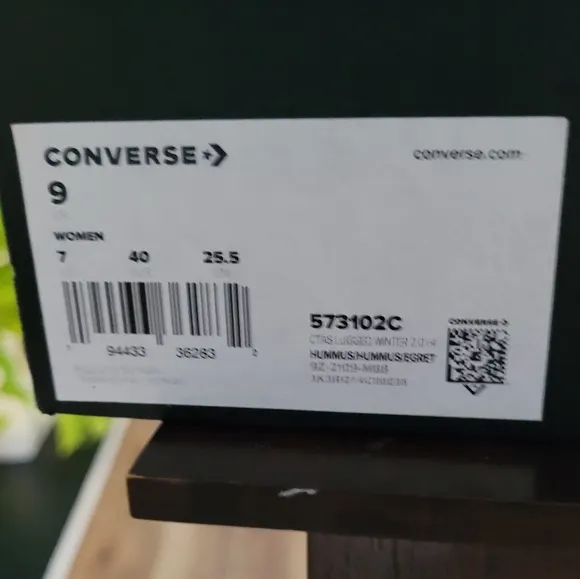 CONVERSE
converse.com
9
WOMEN
7 40 25.5
94433 36263
573102C
CONVERSE
CTAS LUGGED WINTER 2.0
HUMMUS/HUMMUS/EGRET